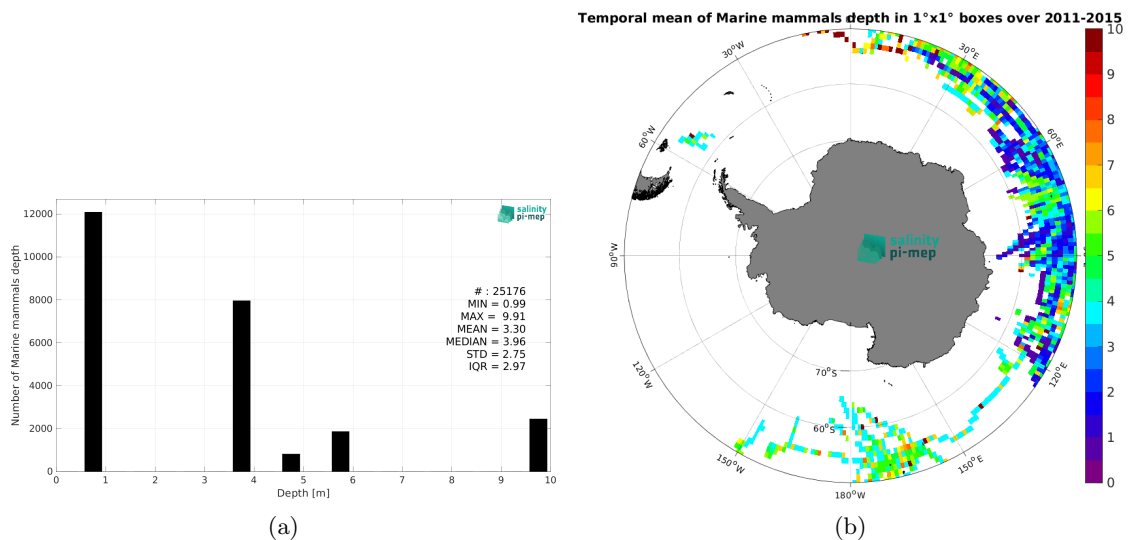 12000
10000
8000
6000
4000
2000
0
Number of Marine mammals depth
0 1 2 3 4 5 6 7 8 9 10
Depth [m]
salinity
pi-mep
# : 25176
MIN = 0.99
MAX = 9.91
MEAN = 3.30
MEDIAN = 3.96
STD = 2.75
IQR = 2.97
(a)
Temporal mean of Marine mammals depth in 1°x1° boxes over 2011-2015
30°W
30°E
60°W
60°E
90°W
120°W
120°E
150°W
150°E
180°W
70°S
60°S
salinity
pi-mep
10
9
8
7
6
5
4
3
2
1
0
(b)